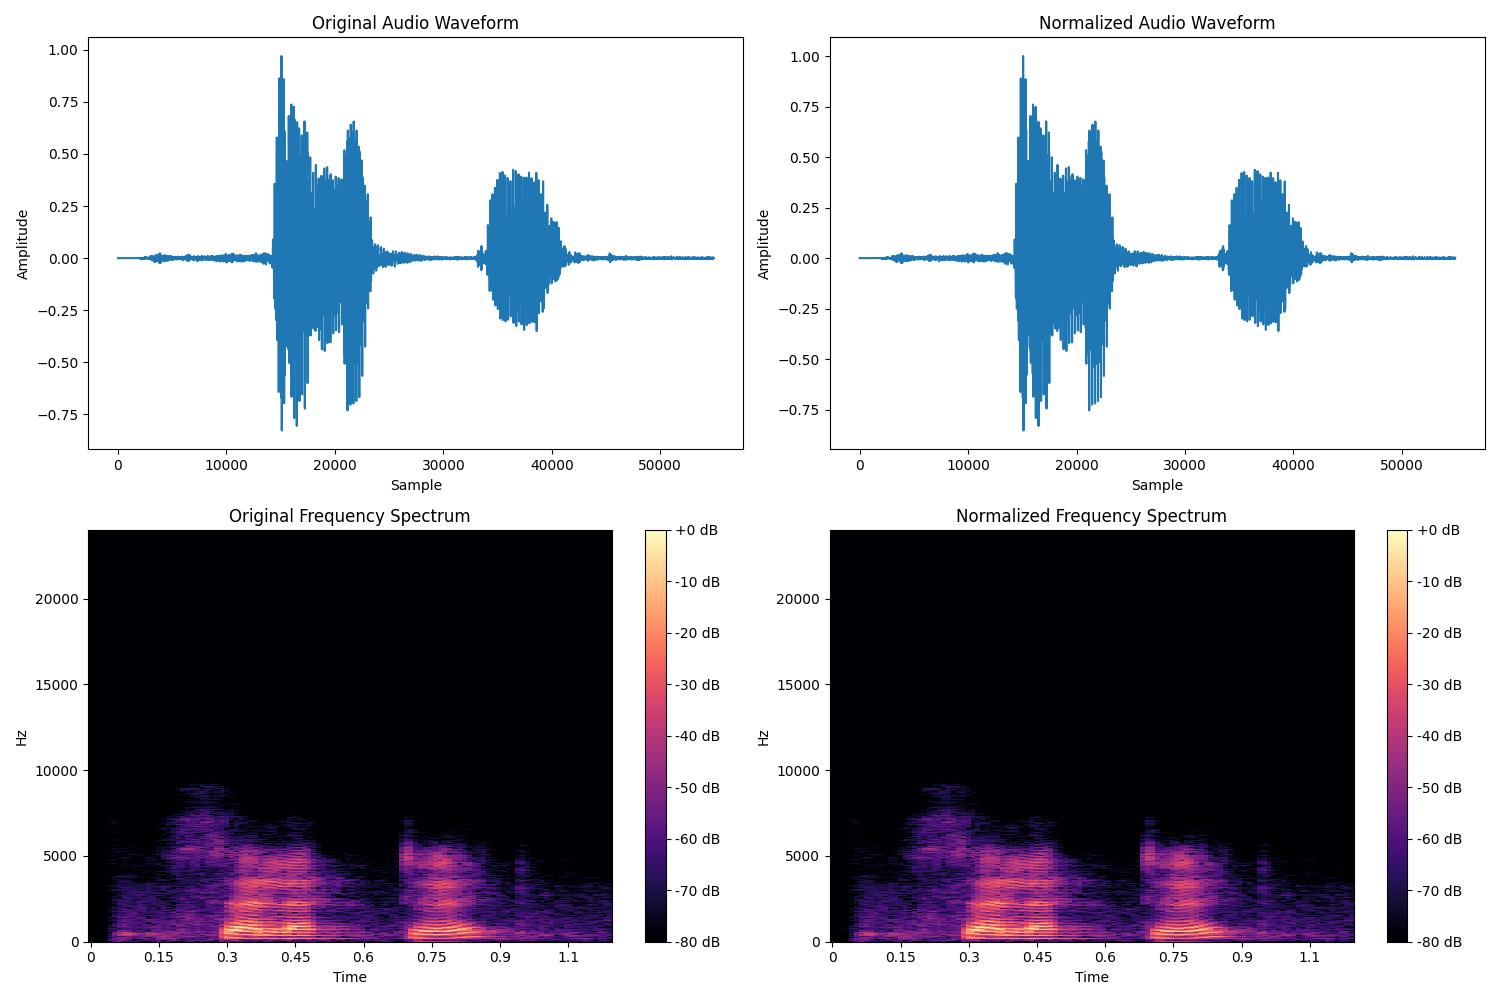 Original Audio Waveform
1.00
0.75
0.50
0.25
0.00
−0.25
−0.50
−0.75
Amplitude
0 10000 20000 30000 40000 50000
Sample
Normalized Audio Waveform
1.00
0.75
0.50
0.25
0.00
−0.25
−0.50
−0.75
Amplitude
0 10000 20000 30000 40000 50000
Sample
Original Frequency Spectrum
20000
15000
10000
5000
0
Hz
0 0.15 0.3 0.45 0.6 0.75 0.9 1.1
Time
+0 dB
-10 dB
-20 dB
-30 dB
-40 dB
-50 dB
-60 dB
-70 dB
-80 dB
Normalized Frequency Spectrum
20000
15000
10000
5000
0
Hz
0 0.15 0.3 0.45 0.6 0.75 0.9 1.1
Time
+0 dB
-10 dB
-20 dB
-30 dB
-40 dB
-50 dB
-60 dB
-70 dB
-80 dB